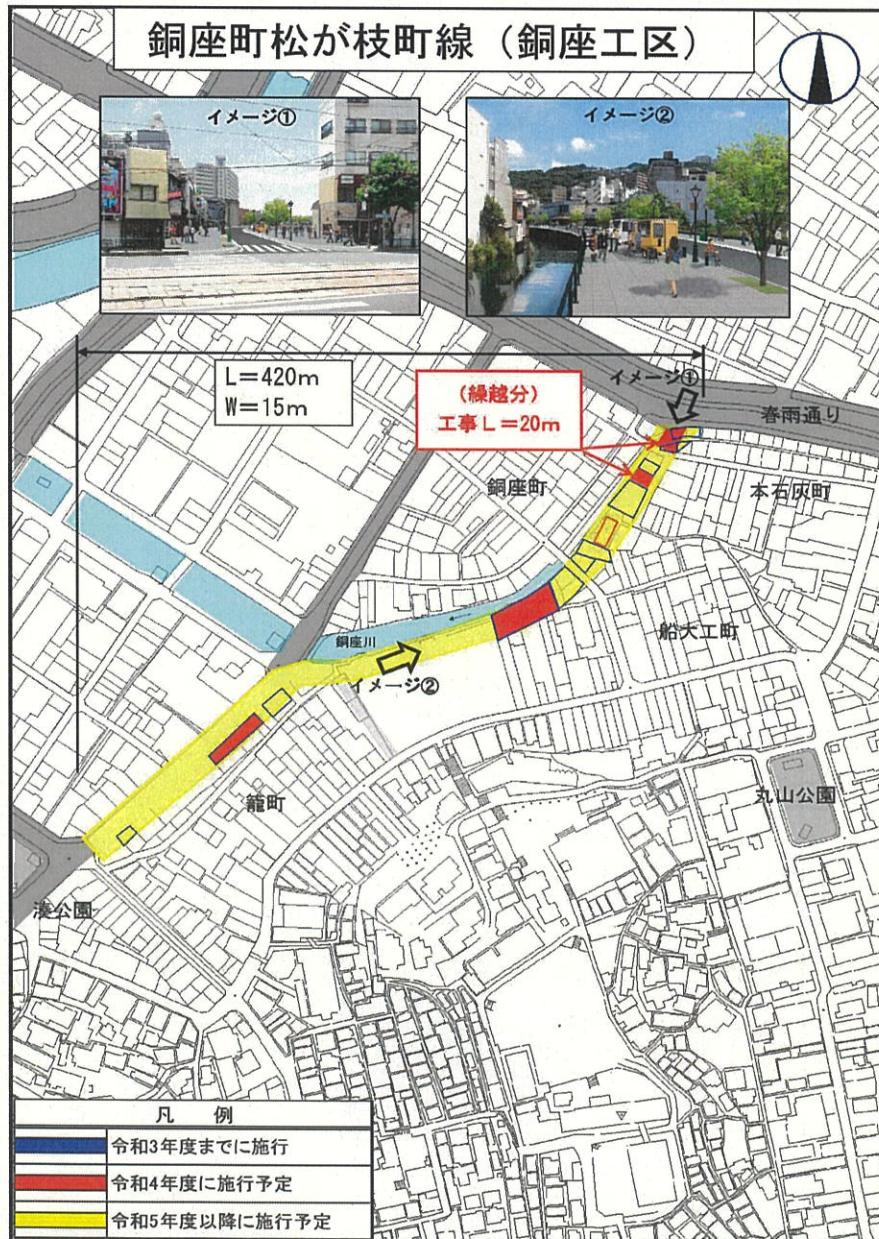 銅座町松が枝町線（銅座工区）
イメージ①
イメージ②
L＝420m
W＝15m
（繰越分）
工事L＝20m
イメージ①
春雨通り
銅座町
本石灰町
船大工町
銅座川
イメージ②
籠町
丸山公園
湊公園
凡　例
令和3年度までに施行
令和4年度に施行予定
令和5年度以降に施行予定